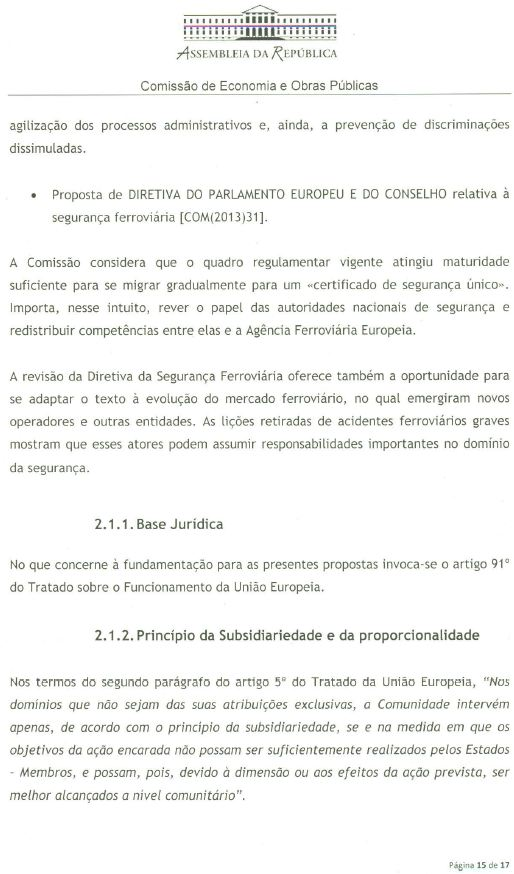 ASSEMBLEIA DA REPÚBLICA
Comissão de Economia e Obras Públicas
agilização dos processos administrativos e, ainda, a prevenção de discriminações
dissimuladas.
• Proposta de DIRETIVA DO PARLAMENTO EUROPEU E DO CONSELHO relativa à
segurança ferroviária [COM(2013)31].
A Comissão considera que o quadro regulamentar vigente atingiu maturidade
suficiente para se migrar gradualmente para um «certificado de segurança único».
Importa, nesse intuito, rever o papel das autoridades nacionais de segurança e
redistribuir competências entre elas e a Agência Ferroviária Europeia.
A revisão da Diretiva da Segurança Ferroviária oferece também a oportunidade para
se adaptar o texto à evolução do mercado ferroviário, no qual emergiram novos
operadores e outras entidades. As lições retiradas de acidentes ferroviários graves
mostram que esses atores podem assumir responsabilidades importantes no domínio
da segurança.
2.1.1. Base Jurídica
No que concerne à fundamentação para as presentes propostas invoca-se o artigo 91º
do Tratado sobre o Funcionamento da União Europeia.
2.1.2. Princípio da Subsidiariedade e da proporcionalidade
Nos termos do segundo parágrafo do artigo 5º do Tratado da União Europeia, “Nos
domínios que não sejam das suas atribuições exclusivas, a Comunidade intervém
apenas, de acordo com o princípio da subsidiariedade, se e na medida em que os
objetivos da ação encarada não possam ser suficientemente realizados pelos Estados
- Membros, e possam, pois, devido à dimensão ou aos efeitos da ação prevista, ser
melhor alcançados a nível comunitário”.
Página 15 de 17